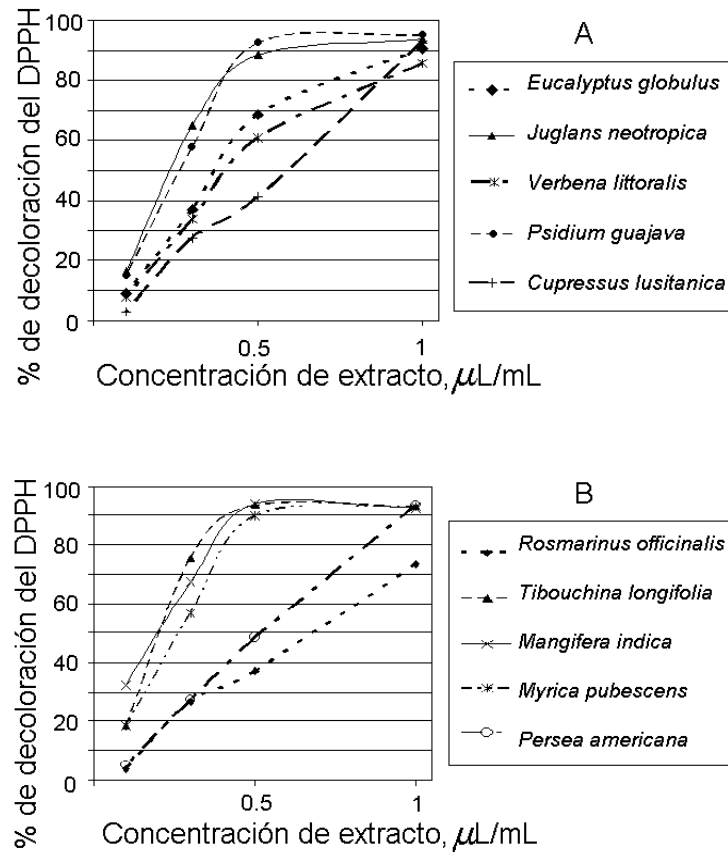 % de decoloración del DPPH
100
80
60
40
20
0
0.5
1
Concentración de extracto, µL/mL
A
Eucalyptus globulus
Juglans neotropica
Verbena littoralis
Psidium guajava
Cupressus lusitanica
% de decoloración del DPPH
100
80
60
40
20
0
0.5
1
Concentración de extracto, µL/mL
B
Rosmarinus officinalis
Tibouchina longifolia
Mangifera indica
Myrica pubescens
Persea americana